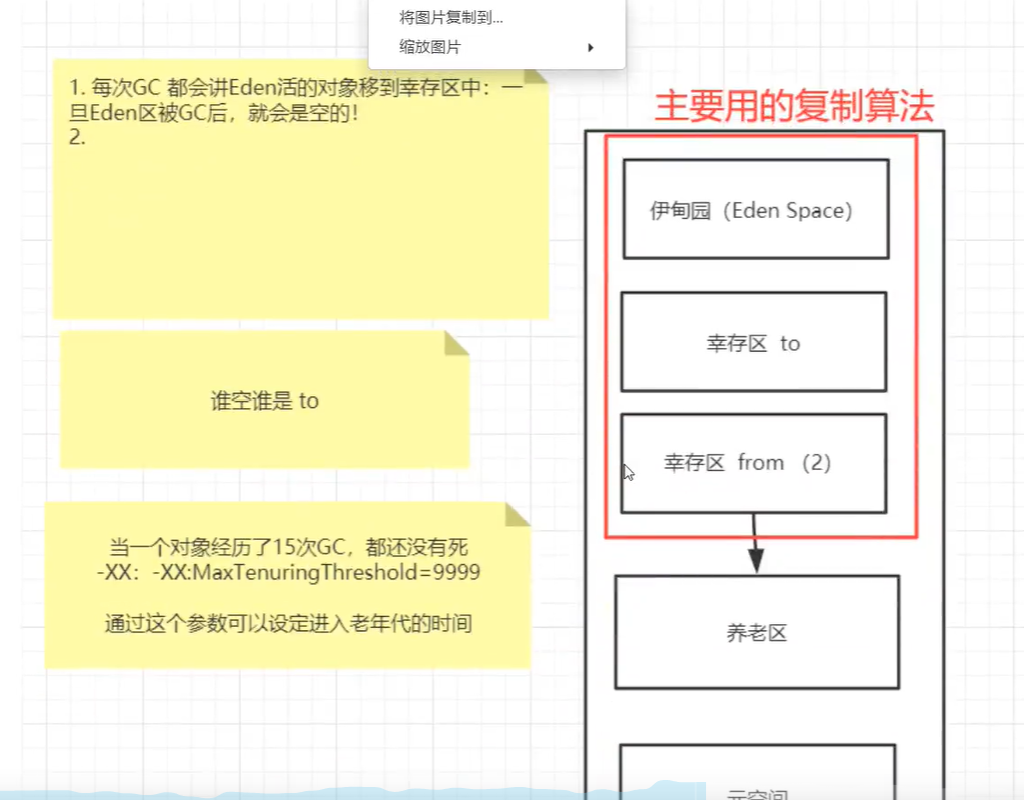 将图片复制到...
缩放图片
1. 每次GC 都会讲Eden活的对象移到幸存区中：一
旦Eden区被GC后，就会是空的！
2.
谁空谁是 to
当一个对象经历了15次GC，都还没有死
-XX：-XX:MaxTenuringThreshold=9999
通过这个参数可以设定进入老年代的时间
主要用的复制算法
伊甸园（Eden Space）
幸存区 to
幸存区 from （2）
养老区
元空间